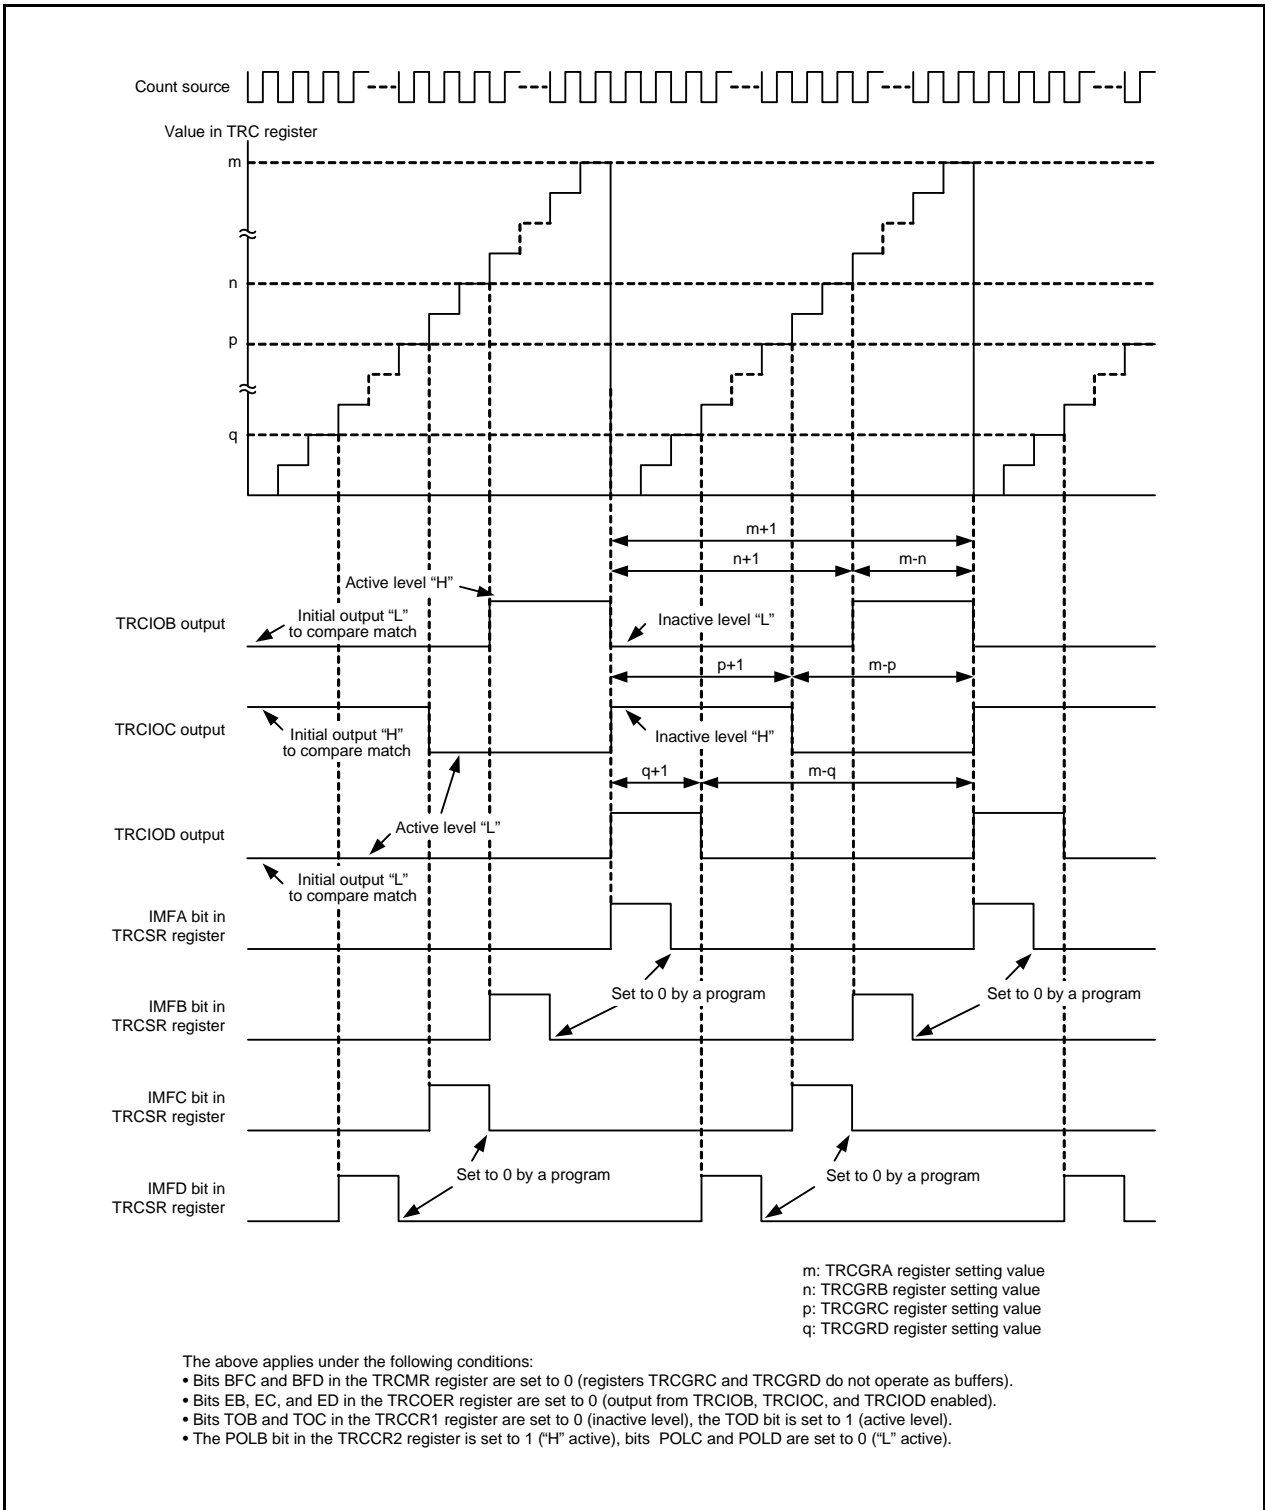 Count source
Value in TRC register
m
n
p
q
m+1
n+1
m-n
Active level “H”
Initial output “L”
to compare match
TRCIOB output
Inactive level “L”
p+1
m-p
TRCIOC output
Initial output “H”
to compare match
Inactive level “H”
q+1
m-q
TRCIOD output
Active level “L”
Initial output “L”
to compare match
IMFA bit in
TRCSR register
Set to 0 by a program
Set to 0 by a program
IMFB bit in
TRCSR register
IMFC bit in
TRCSR register
Set to 0 by a program
Set to 0 by a program
IMFD bit in
TRCSR register
m: TRCGRA register setting value
n: TRCGRB register setting value
p: TRCGRC register setting value
q: TRCGRD register setting value
The above applies under the following conditions:
• Bits BFC and BFD in the TRCMR register are set to 0 (registers TRCGRC and TRCGRD do not operate as buffers).
• Bits EB, EC, and ED in the TRCOER register are set to 0 (output from TRCIOB, TRCIOC, and TRCIOD enabled).
• Bits TOB and TOC in the TRCCR1 register are set to 0 (inactive level), the TOD bit is set to 1 (active level).
• The POLB bit in the TRCCR2 register is set to 1 (“H” active), bits  POLC and POLD are set to 0 (“L” active).